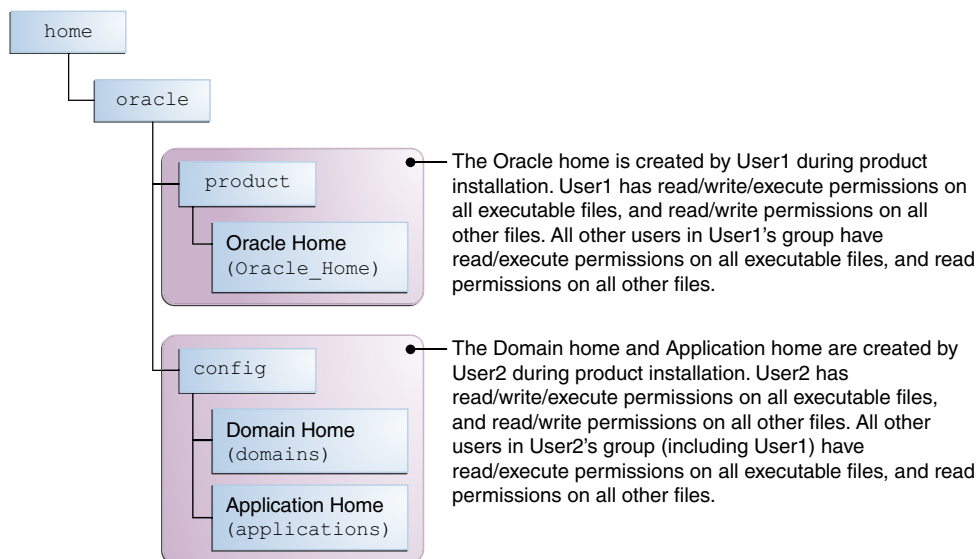 home
oracle
product
Oracle Home
(Oracle_Home)
The Oracle home is created by User1 during product
installation. User1 has read/write/execute permissions on
all executable files, and read/write permissions on all
other files. All other users in User1's group have
read/execute permissions on all executable files, and read
permissions on all other files.
config
Domain Home
(domains)
Application Home
(applications)
The Domain home and Application home are created by
User2 during product installation. User2 has
read/write/execute permissions on all executable files,
and read/write permissions on all other files. All other
users in User2's group (including User1) have
read/execute permissions on all executable files, and read
permissions on all other files.